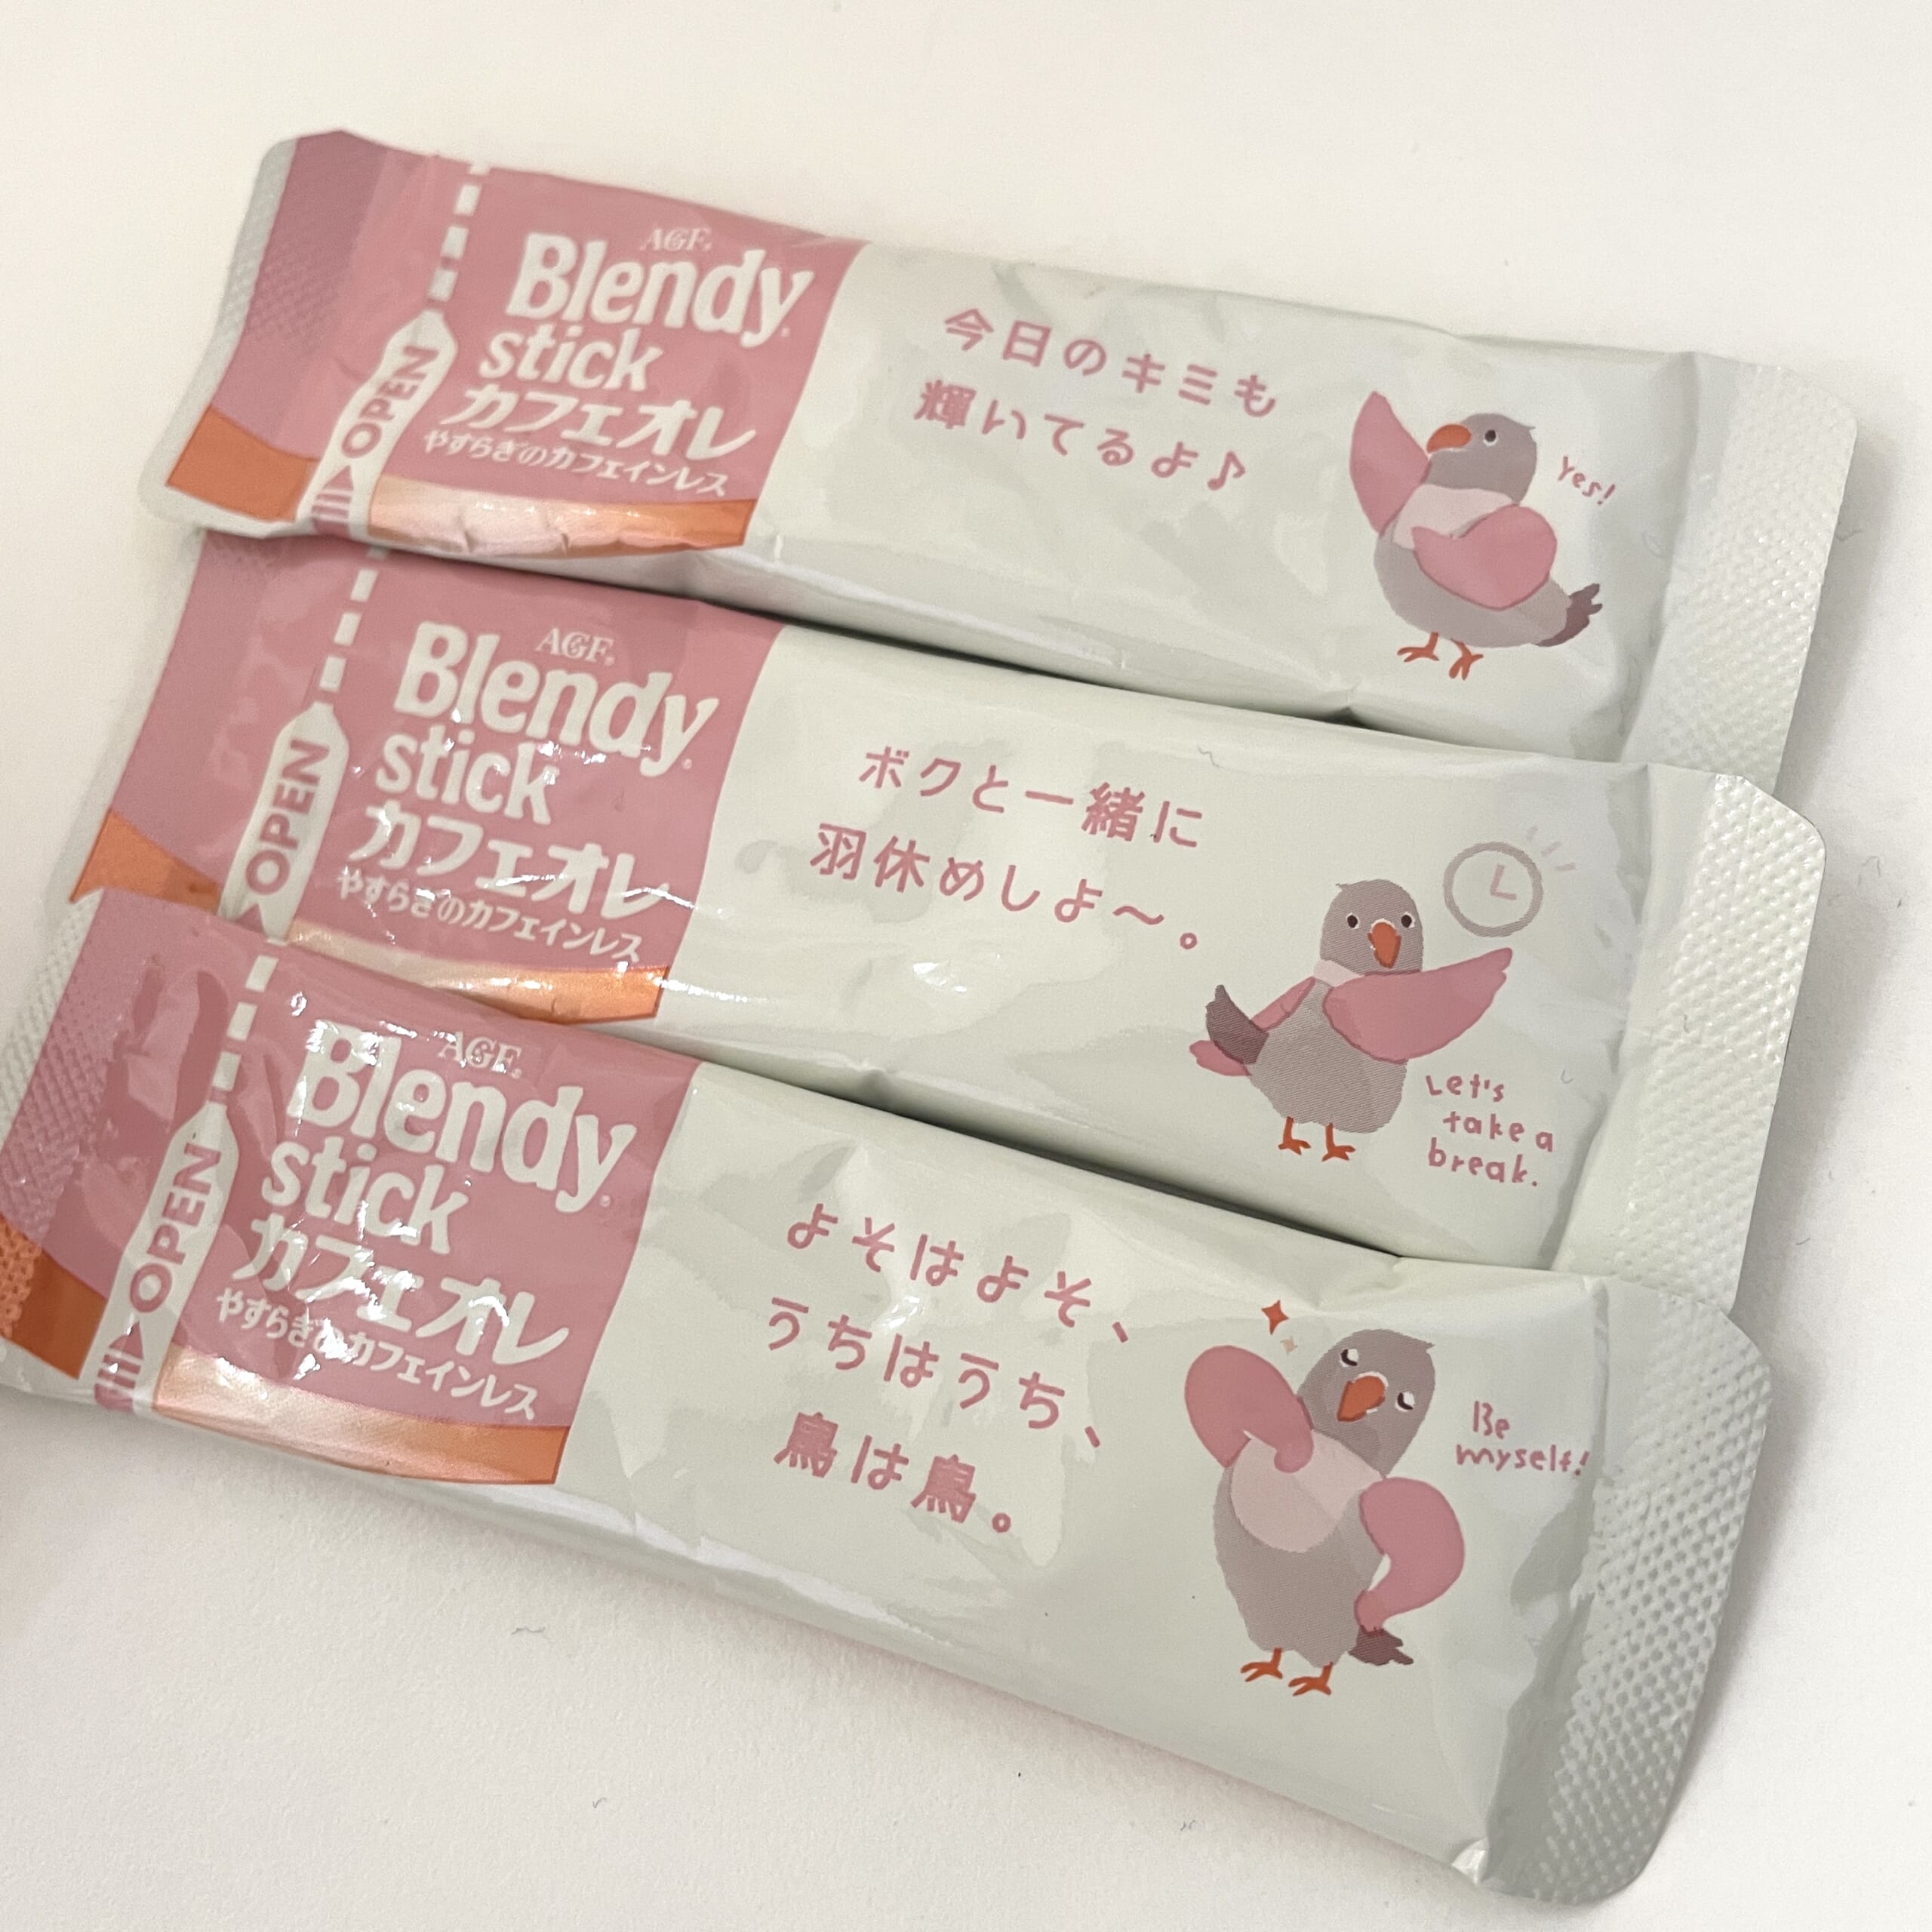 AGF®
Blendy®
stick
カフェオレ
やすらぎのカフェインレス
OPEN
今日のキミも
輝いてるよ♪
Yes!
AGF®
Blendy®
stick
カフェオレ
やすらぎのカフェインレス
OPEN
ボクと一緒に
羽休めしよ〜。
Let's
take a
break.
AGF®
Blendy®
stick
カフェオレ
やすらぎのカフェインレス
OPEN
よそはよそ、
うちはうち、
鳥は鳥。
Be
myself!